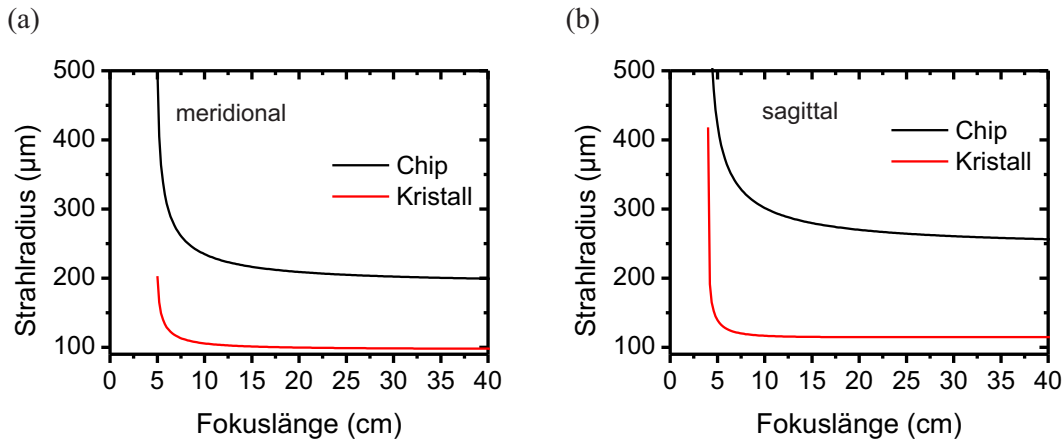 (a)
(b)
500
400
300
200
100
Strahlradius (µm)
meridional
Chip
Kristall
0 5 10 15 20 25 30 35 40
Fokuslänge (cm)
500
400
300
200
100
Strahlradius (µm)
sagittal
Chip
Kristall
0 5 10 15 20 25 30 35 40
Fokuslänge (cm)